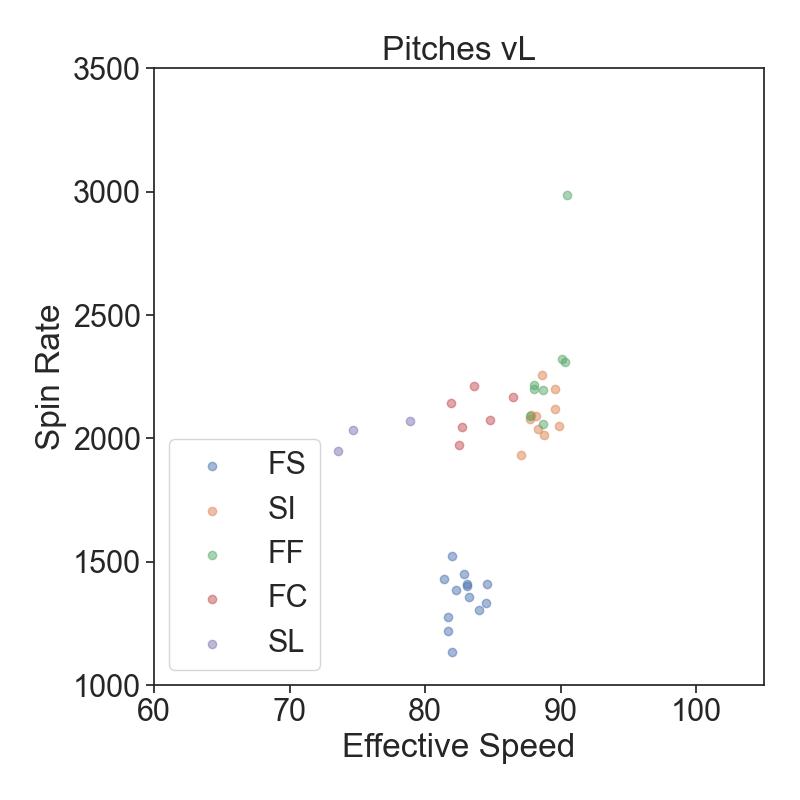 Pitches vL
3500
3000
2500
2000
1500
1000
Spin Rate
FS
SI
FF
FC
SL
60 70 80 90 100
Effective Speed